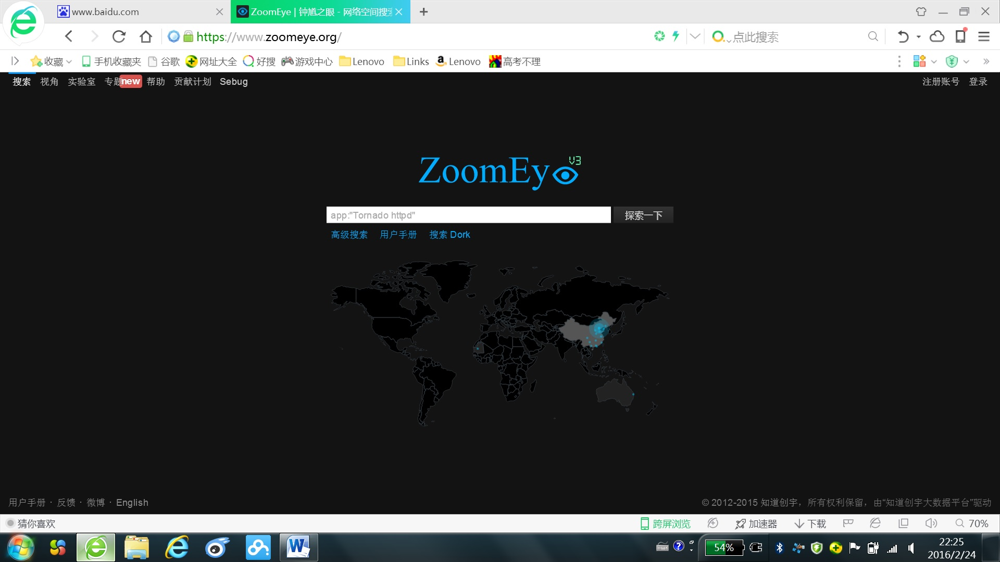 www.baidu.com
ZoomEye | 钟馗之眼 - 网络空间搜索
https://www.zoomeye.org/
点此搜索
收藏 手机收藏夹 谷歌 网址大全 好搜 游戏中心 Lenovo Links Lenovo 高考不理
搜索 视角 实验室 专题 new 帮助 贡献计划 Sebug
注册账号 登录
ZoomEye V3
app:"Tornado httpd"
探索一下
高级搜索 用户手册 搜索 Dork
用户手册 · 反馈 · 微博 · English
© 2012-2015 知道创宇，所有权利保留，由“知道创宇大数据平台”驱动
猜你喜欢
跨屏浏览 加速器 下载 70%
54%
22:25
2016/2/24